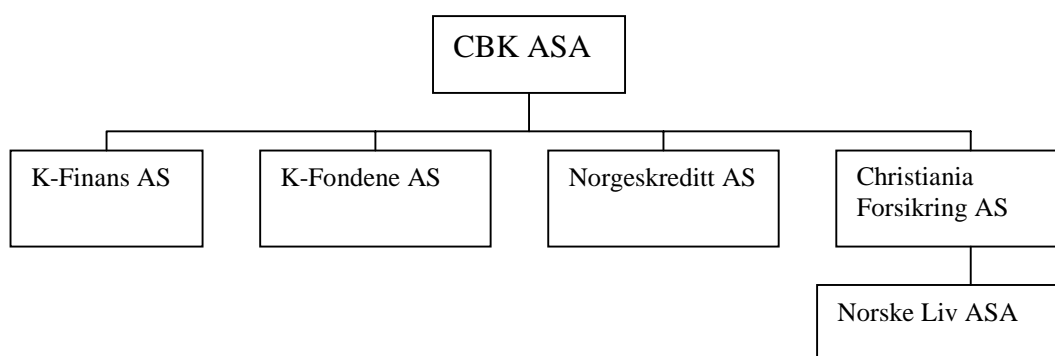 CBK ASA
K-Finans AS
K-Fondene AS
Norgeskreditt AS
Christiania
Forsikring AS
Norske Liv ASA